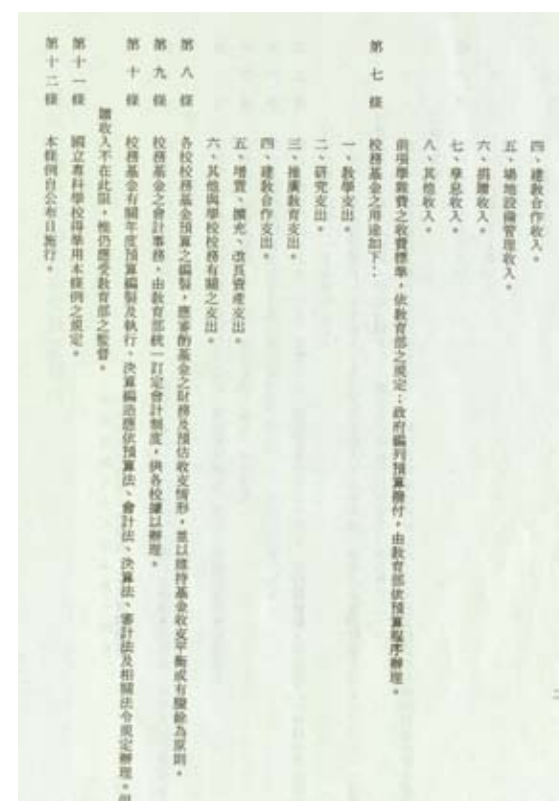 四、建教合作收入。
五、場地設備管理收入。
六、捐贈收入。
七、孳息收入。
八、其他收入。
前項學雜費之收費標準，依教育部之規定；政府編列預算撥付，由教育部依預算程序辦理。
第七條　校務基金之用途如下：
一、教學支出。
二、研究支出。
三、推廣教育支出。
四、建教合作支出。
五、增置、擴充、改良資產支出。
六、其他與學校校務有關之支出。
第八條　各校校務基金預算之編製，應審酌基金之財務及預估收支情形，並以維持基金收支平衡或有賸餘為原則。
第九條　校務基金之會計事務，由教育部統一訂定會計制度，供各校據以辦理。
第十條　校務基金有關年度預算編製及執行、決算編造應依預算法、會計法、決算法、審計法及相關法令規定辦理。但
贈收入不在此限，惟仍應受教育部之監督。
第十一條　國立專科學校得準用本條例之規定。
第十二條　本條例自公布日施行。